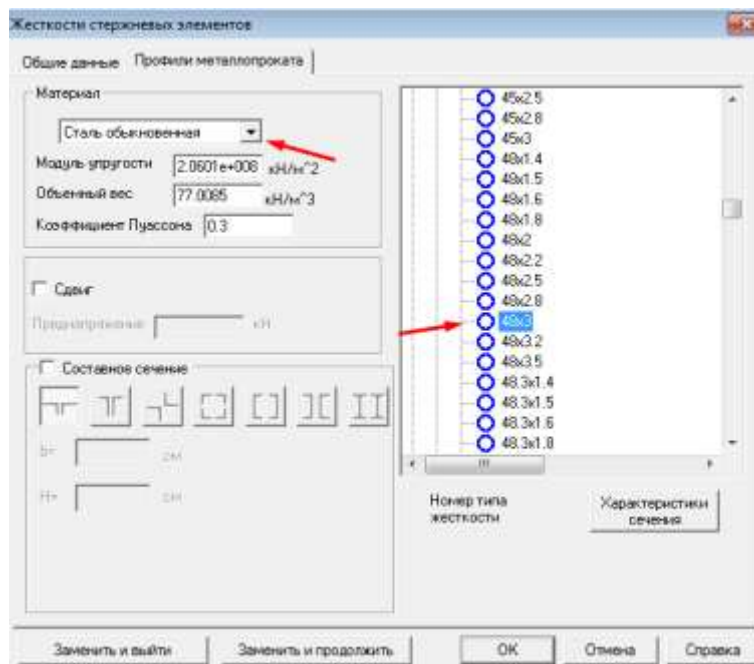 Жесткости стержневых элементов
Общие данные
Профили металлопроката
Материал
Сталь обыкновенная
Модуль упругости 2.0601e+008 кН/м^2
Объемный вес 77.0085 кН/м^3
Коэффициент Пуассона 0.3
Сдвиг
Преднапряжение кН
Составное сечение
b= см
H= см
45x2.5
45x2.8
45x3
48x1.4
48x1.5
48x1.6
48x1.8
48x2
48x2.2
48x2.5
48x2.8
48x3
48x3.2
48x3.5
48.3x1.4
48.3x1.5
48.3x1.6
48.3x1.8
Номер типа
жесткости
Характеристики
сечения
Заменить и выйти
Заменить и продолжить
OK
Отмена
Справка